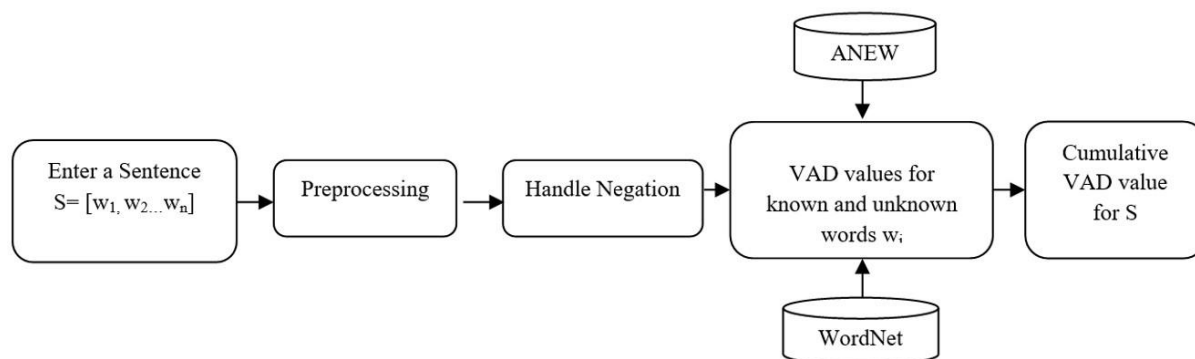 ANEW
Enter a Sentence
S= [w1, w2...wn]
Preprocessing
Handle Negation
VAD values for
known and unknown
words wi
Cumulative
VAD value
for S
WordNet